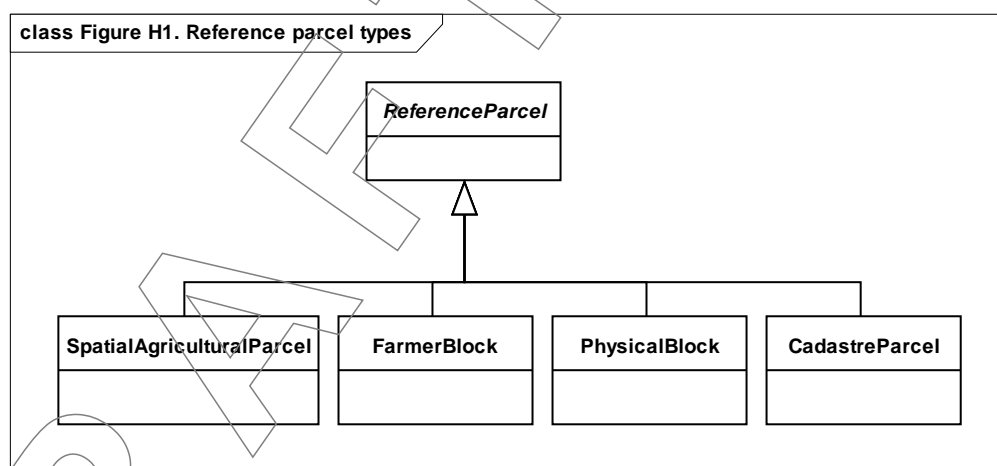 class Figure H1. Reference parcel types
ReferenceParcel
SpatialAgriculturalParcel FarmerBlock PhysicalBlock CadastreParcel